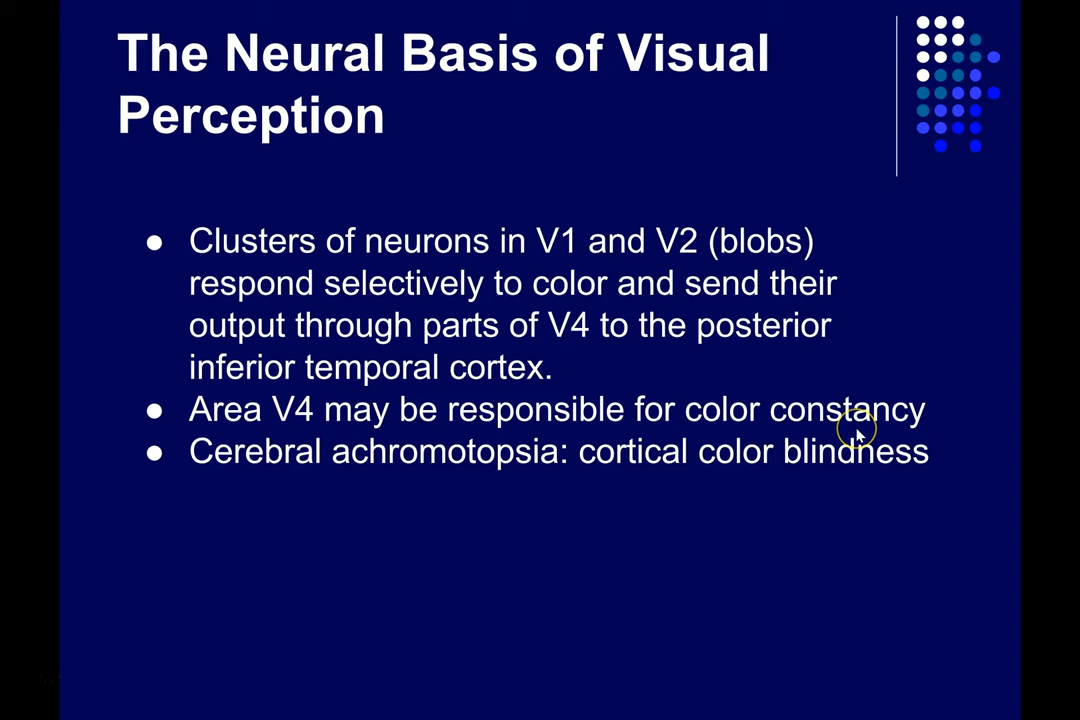 The Neural Basis of Visual
Perception
● Clusters of neurons in V1 and V2 (blobs)
respond selectively to color and send their
output through parts of V4 to the posterior
inferior temporal cortex.
● Area V4 may be responsible for color constancy
● Cerebral achromotopsia: cortical color blindness